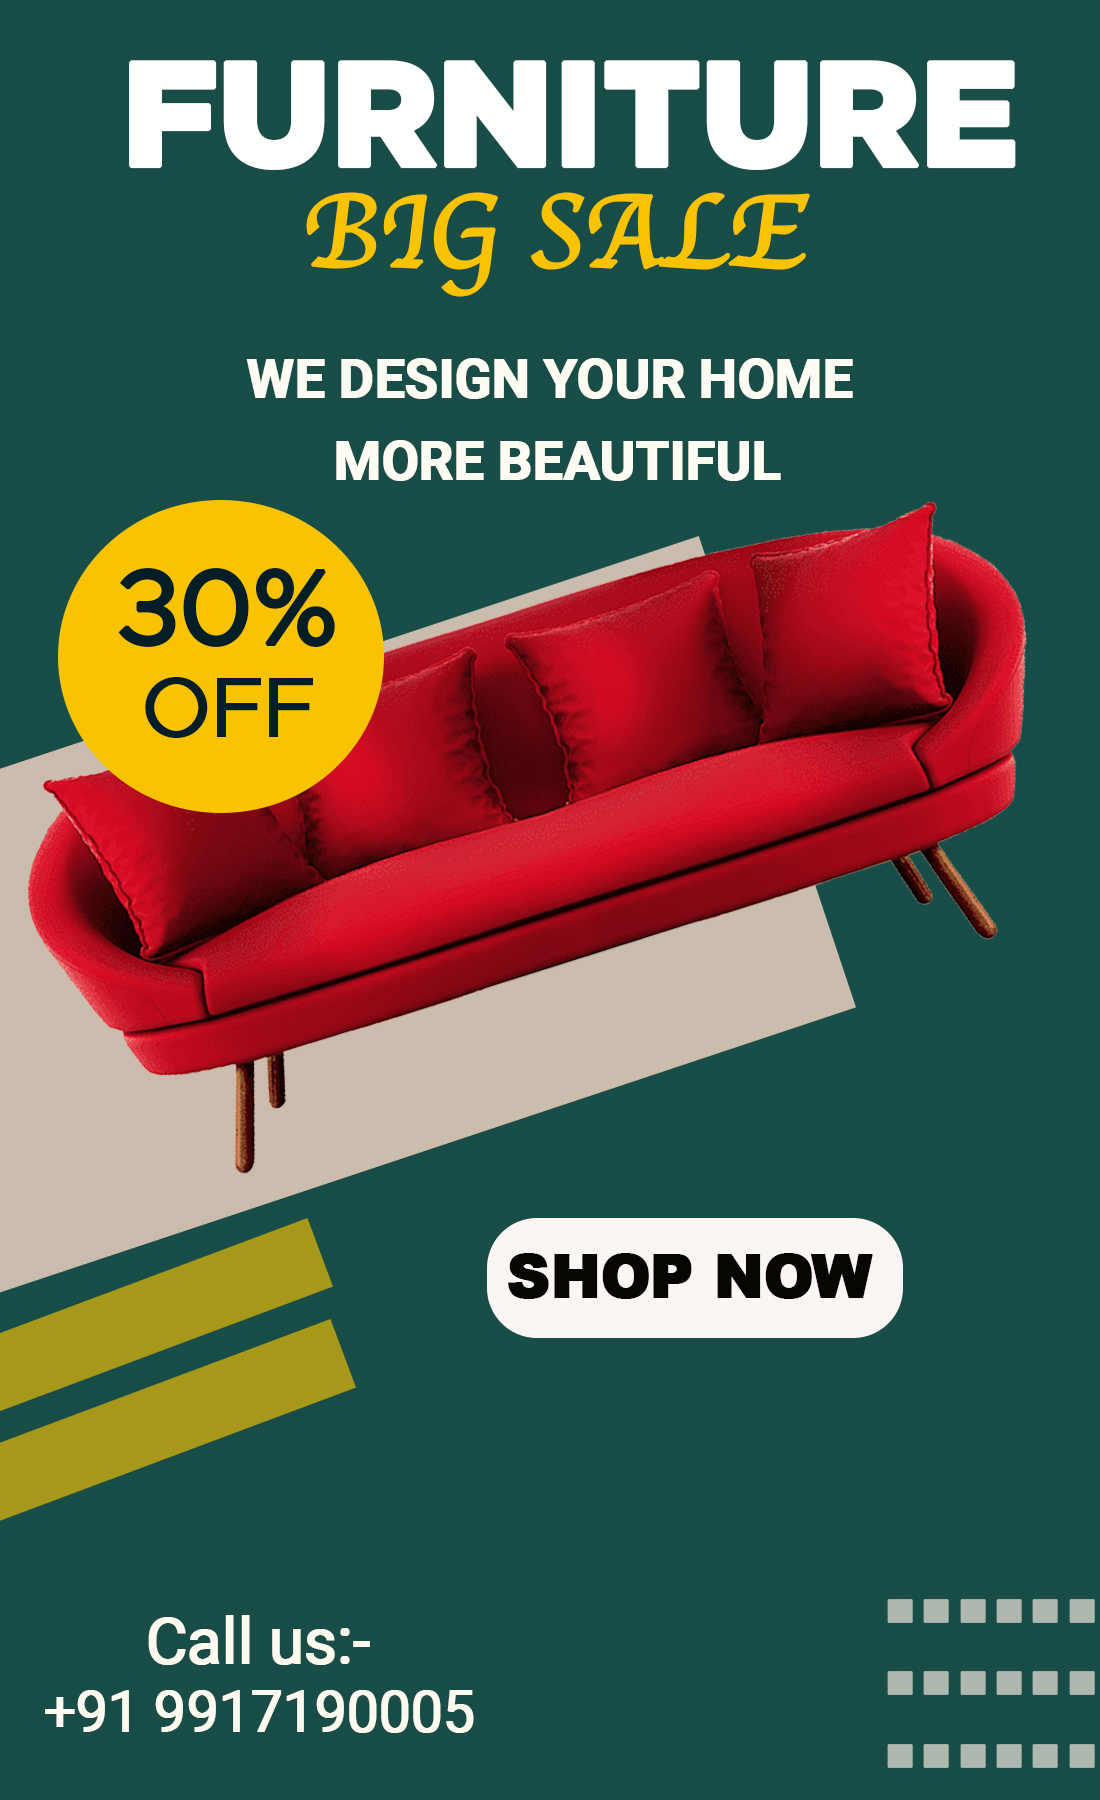 FURNITURE
BIG SALE
WE DESIGN YOUR HOME
MORE BEAUTIFUL
30%
OFF
SHOP NOW
Call us:-
+91 9917190005